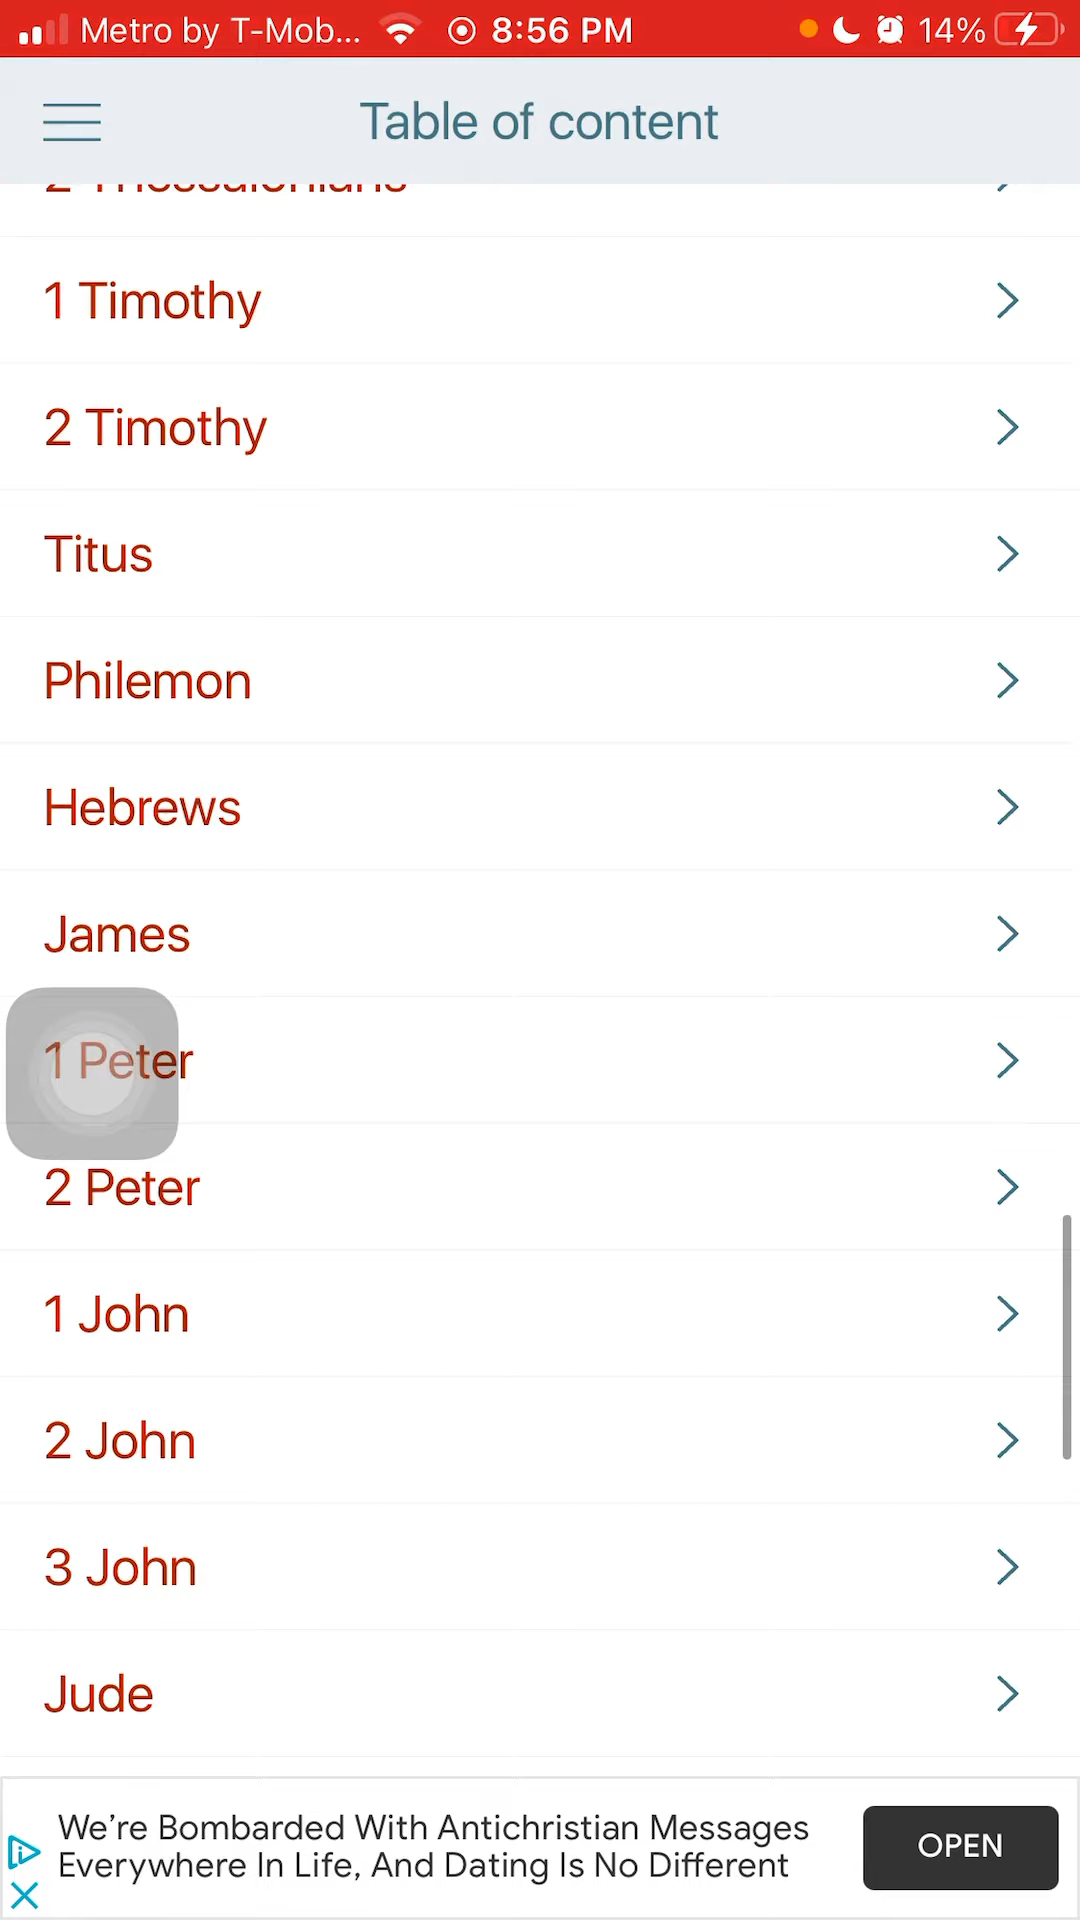 Metro by T-Mob... 8:56 PM 14%
Table of content
2 Thessalonians
1 Timothy
2 Timothy
Titus
Philemon
Hebrews
James
1 Peter
2 Peter
1 John
2 John
3 John
Jude
We’re Bombarded With Antichristian Messages
Everywhere In Life, And Dating Is No Different
OPEN